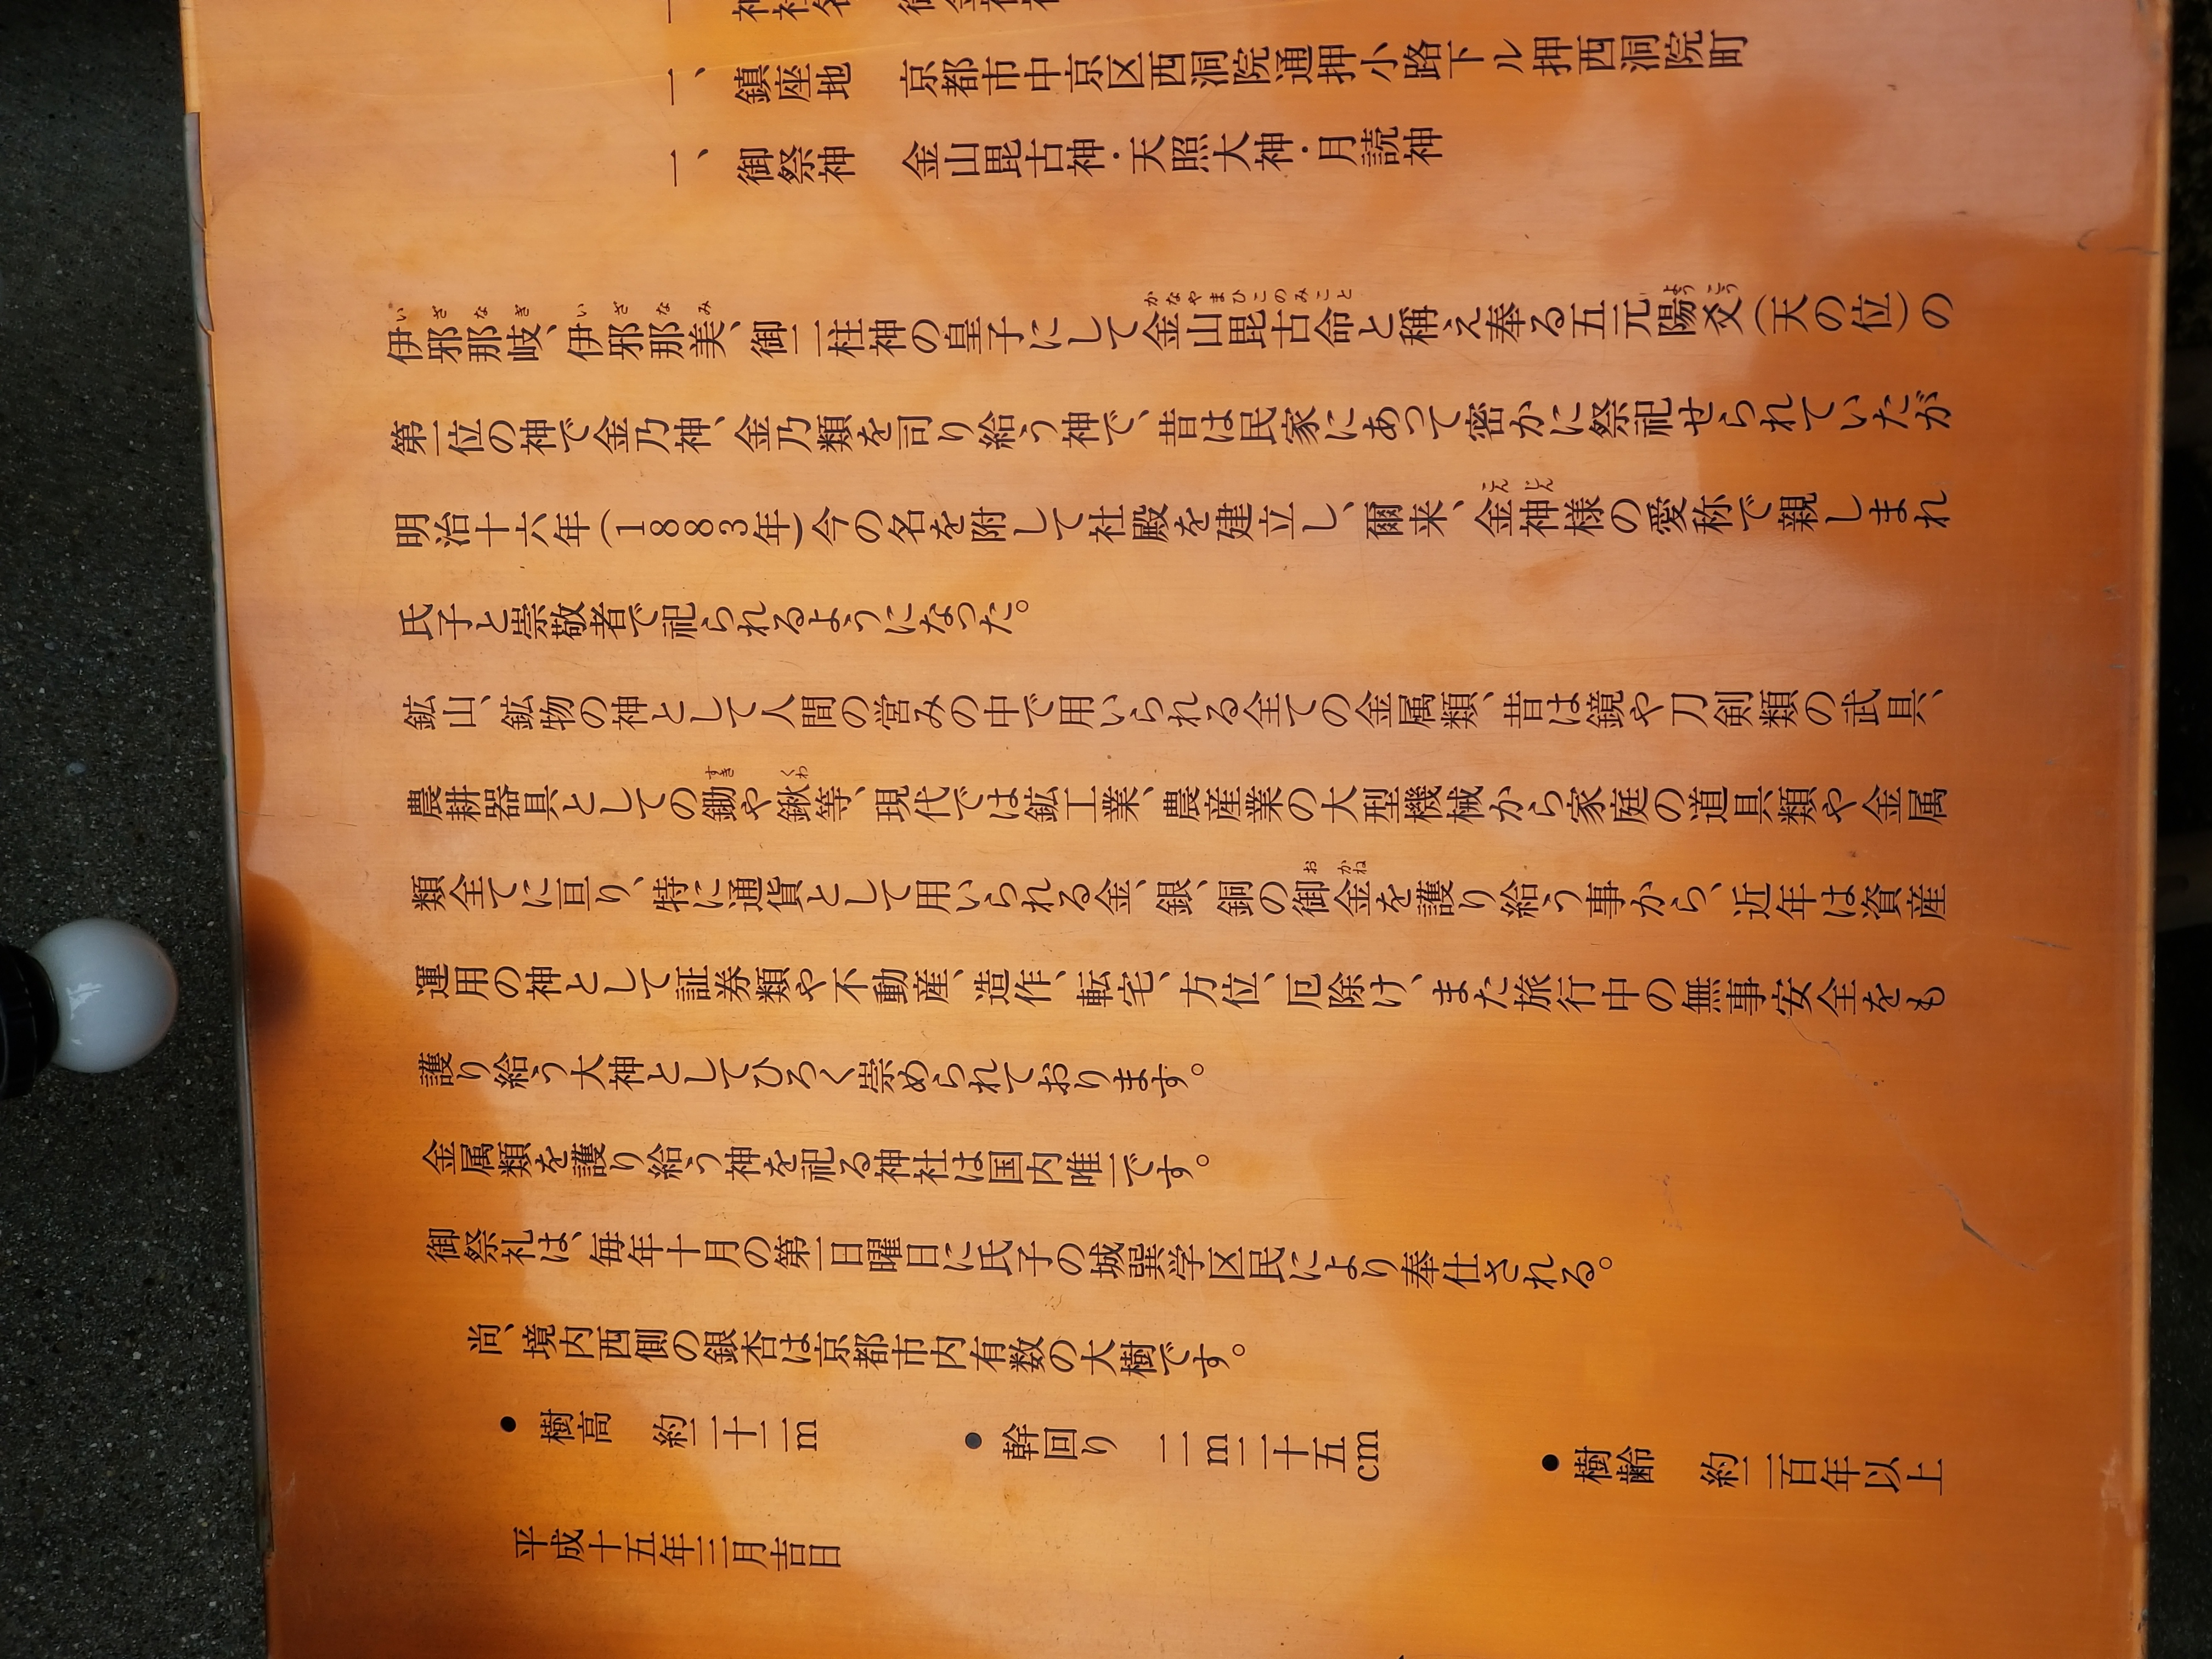 一、鎮座地　京都市中京区西洞院通押小路下ル押西洞院町
一、御祭神　金山毘古神・天照大神・月読神
伊邪那岐、伊邪那美、御二柱神の皇子にして金山毘古命と稱え奉る五元陽爻（天の位）の
第一位の神で金乃神、金乃類を司り給う神で、昔は民家にあって密かに祭祀せられていたが
明治十六年（1883年）今の名を附して社殿を建立し、爾来、金神様の愛称で親しまれ
氏子と崇敬者で祀られるようになった。
鉱山、鉱物の神として人間の営みの中で用いられる全ての金属類、昔は鏡や刀剣類の武具、
農耕器具としての鋤や鍬等、現代では鉱工業、農産業の大型機械から家庭の道具類や金属
類全てに亘り、特に通貨として用いられる金、銀、銅の御金を護り給う事から、近年は資産
運用の神として証券類や不動産、造作、転宅、方位、厄除け、また旅行中の無事安全をも
護り給う大神としてひろく崇められております。
金属類を護り給う神を祀る神社は国内唯一です。
御祭礼は、毎年十月の第一日曜日に氏子の城巽学区民により奉仕される。
尚、境内西側の銀杏は京都市内有数の大樹です。
● 樹高　約二十二m　● 幹回り　二m二十五cm　● 樹齢　約二百年以上
平成十五年三月吉日